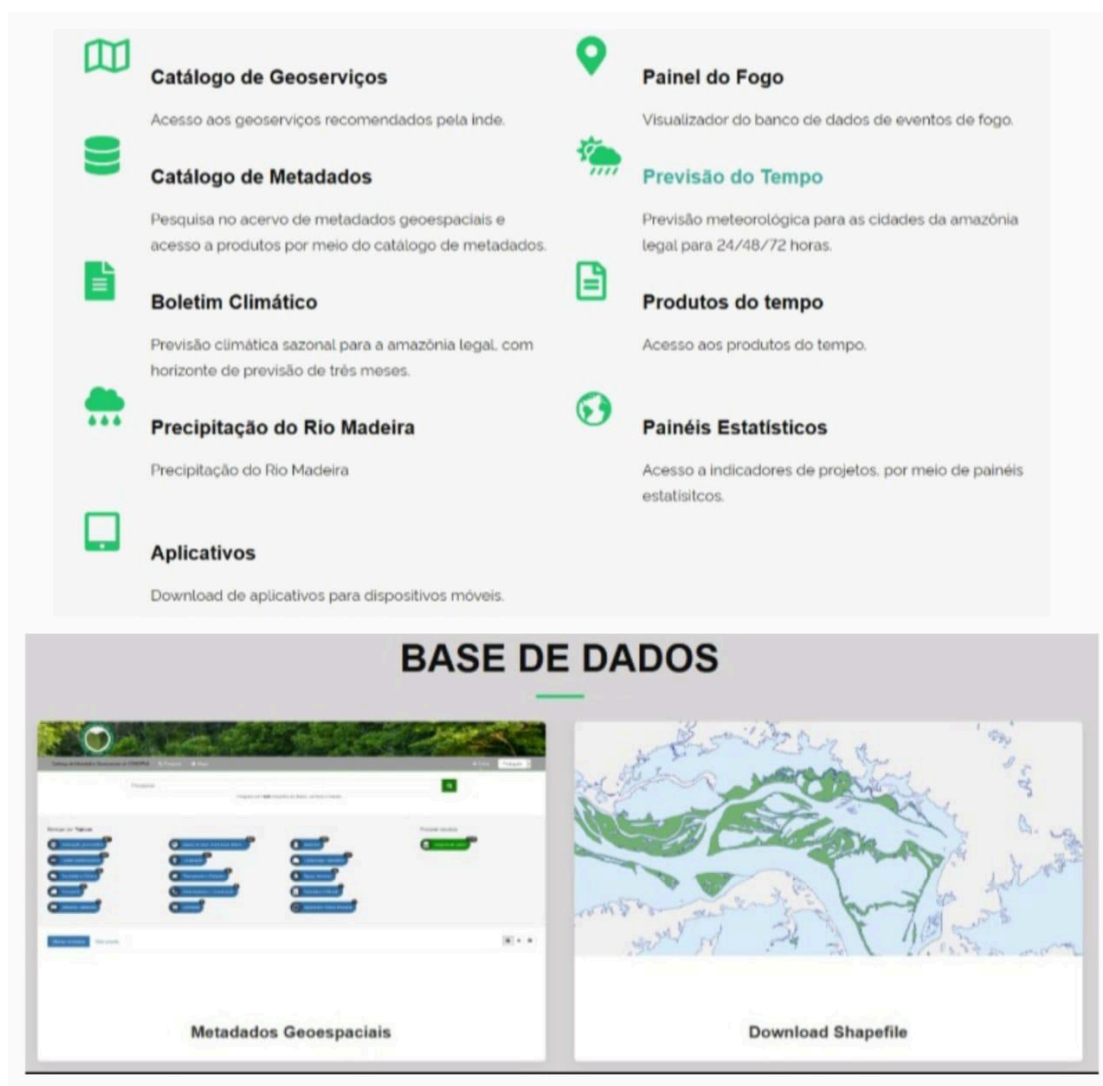 Catálogo de Geoserviços
Acesso aos geoserviços recomendados pela inde.
Catálogo de Metadados
Pesquisa no acervo de metadados geoespaciais e
acesso a produtos por meio do catálogo de metadados.
Boletim Climático
Previsão climática sazonal para a amazônia legal, com
horizonte de previsão de três meses.
Precipitação do Rio Madeira
Precipitação do Rio Madeira
Aplicativos
Download de aplicativos para dispositivos móveis.
Painel do Fogo
Visualizador do banco de dados de eventos de fogo.
Previsão do Tempo
Previsão meteorológica para as cidades da amazônia
legal para 24/48/72 horas.
Produtos do tempo
Acesso aos produtos do tempo.
Painéis Estatísticos
Acesso a indicadores de projetos, por meio de painéis
estatísitcos.
BASE DE DADOS
Metadados Geoespaciais
Download Shapefile